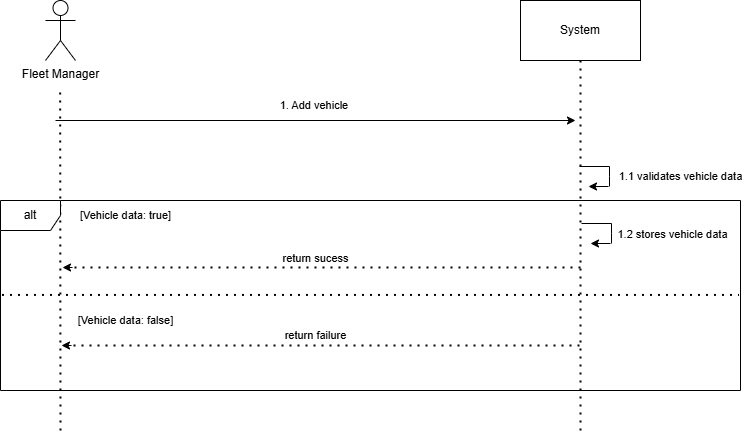 System
Fleet Manager
1. Add vehicle
1.1 validates vehicle data
alt
[Vehicle data: true]
1.2 stores vehicle data
return sucess
[Vehicle data: false]
return failure